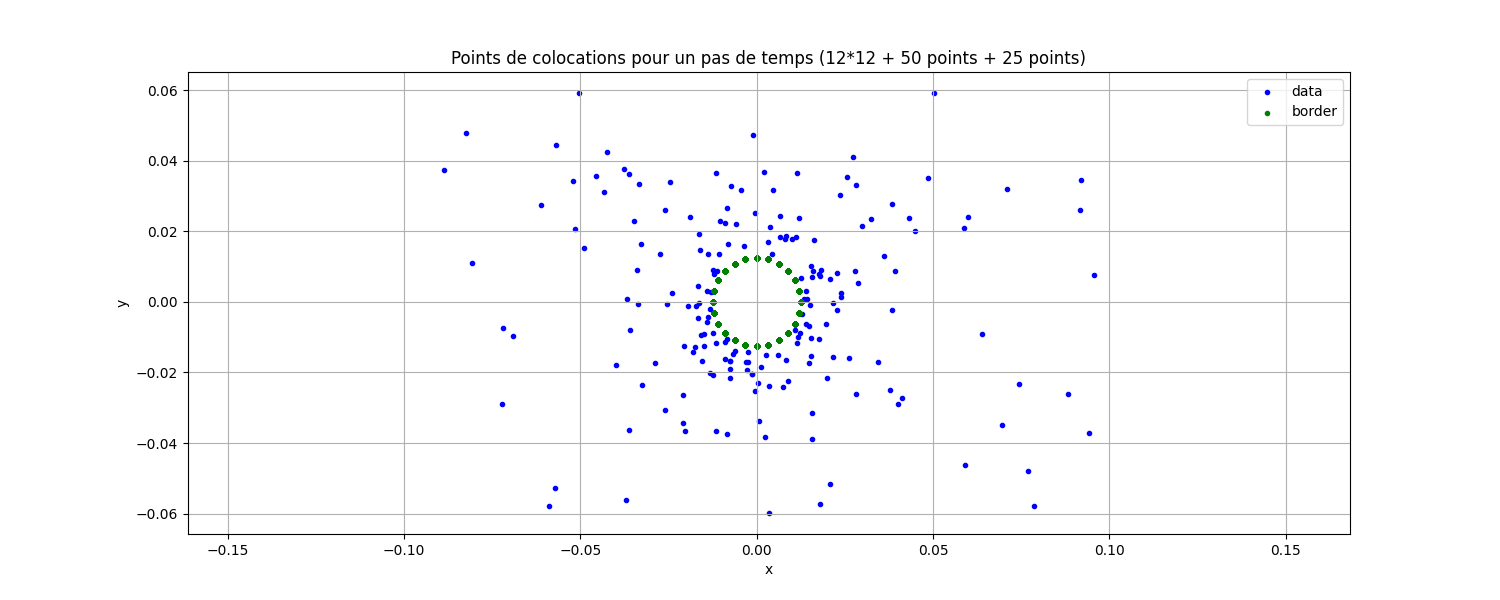 Points de colocations pour un pas de temps (12*12 + 50 points + 25 points)
data
border
0.06
0.04
0.02
0.00
−0.02
−0.04
−0.06
y
−0.15
−0.10
−0.05
0.00
0.05
0.10
0.15
x